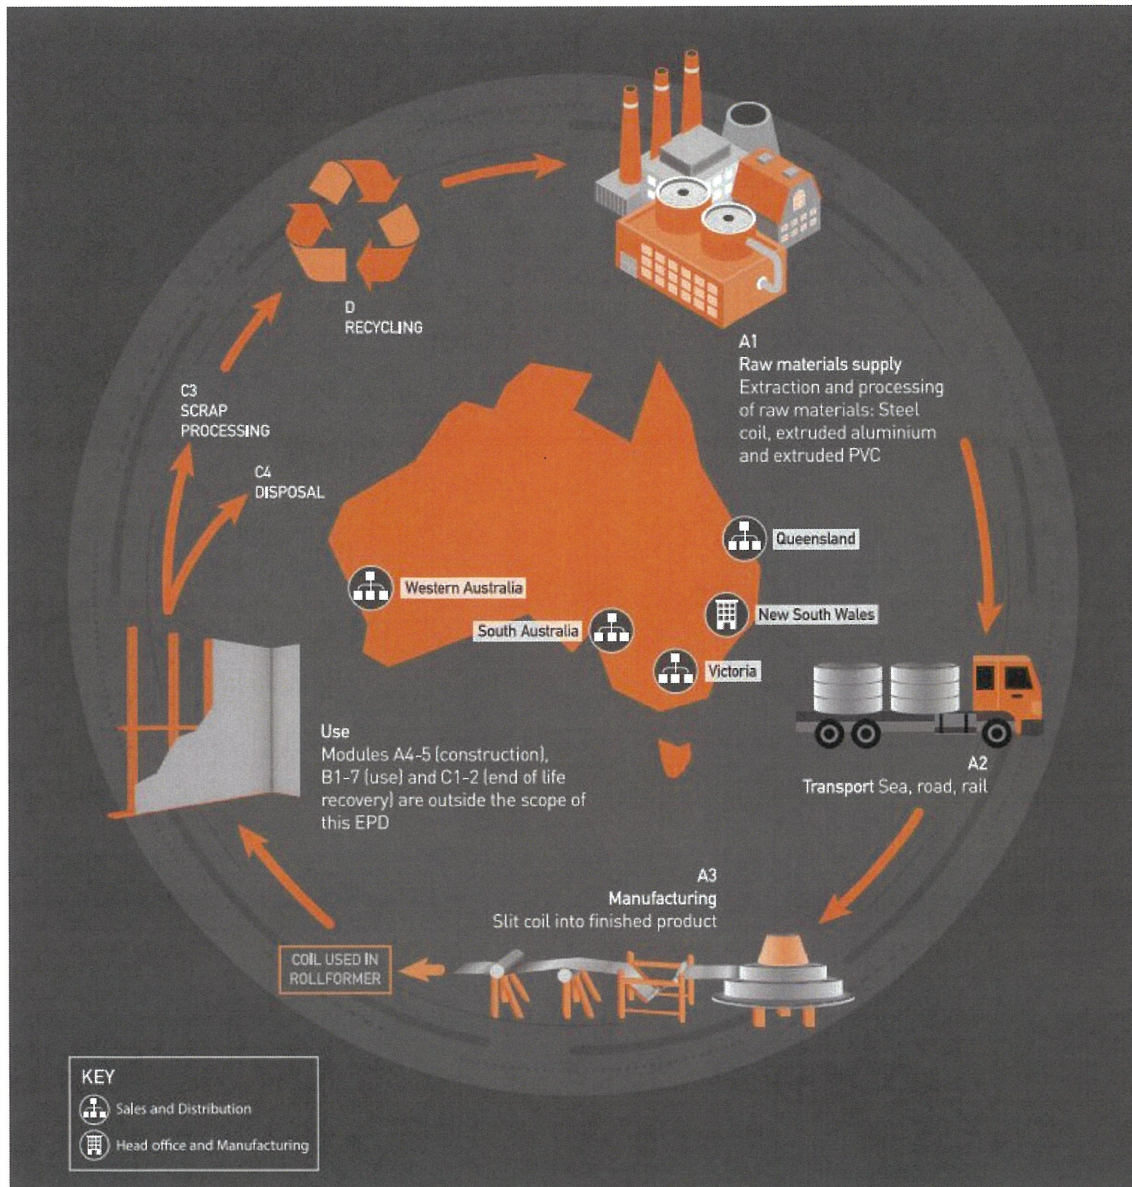 D
RECYCLING
A1
Raw materials supply
Extraction and processing
of raw materials: Steel
coil, extruded aluminium
and extruded PVC
C3
SCRAP
PROCESSING
C4
DISPOSAL
Queensland
Western Australia
New South Wales
South Australia
Victoria
Use
Modules A4-5 (construction),
B1-7 (use) and C1-2 (end of life
recovery) are outside the scope of
this EPD
A2
Transport Sea, road, rail
A3
Manufacturing
Slit coil into finished product
COIL USED IN
ROLLFORMER
KEY
Sales and Distribution
Head office and Manufacturing